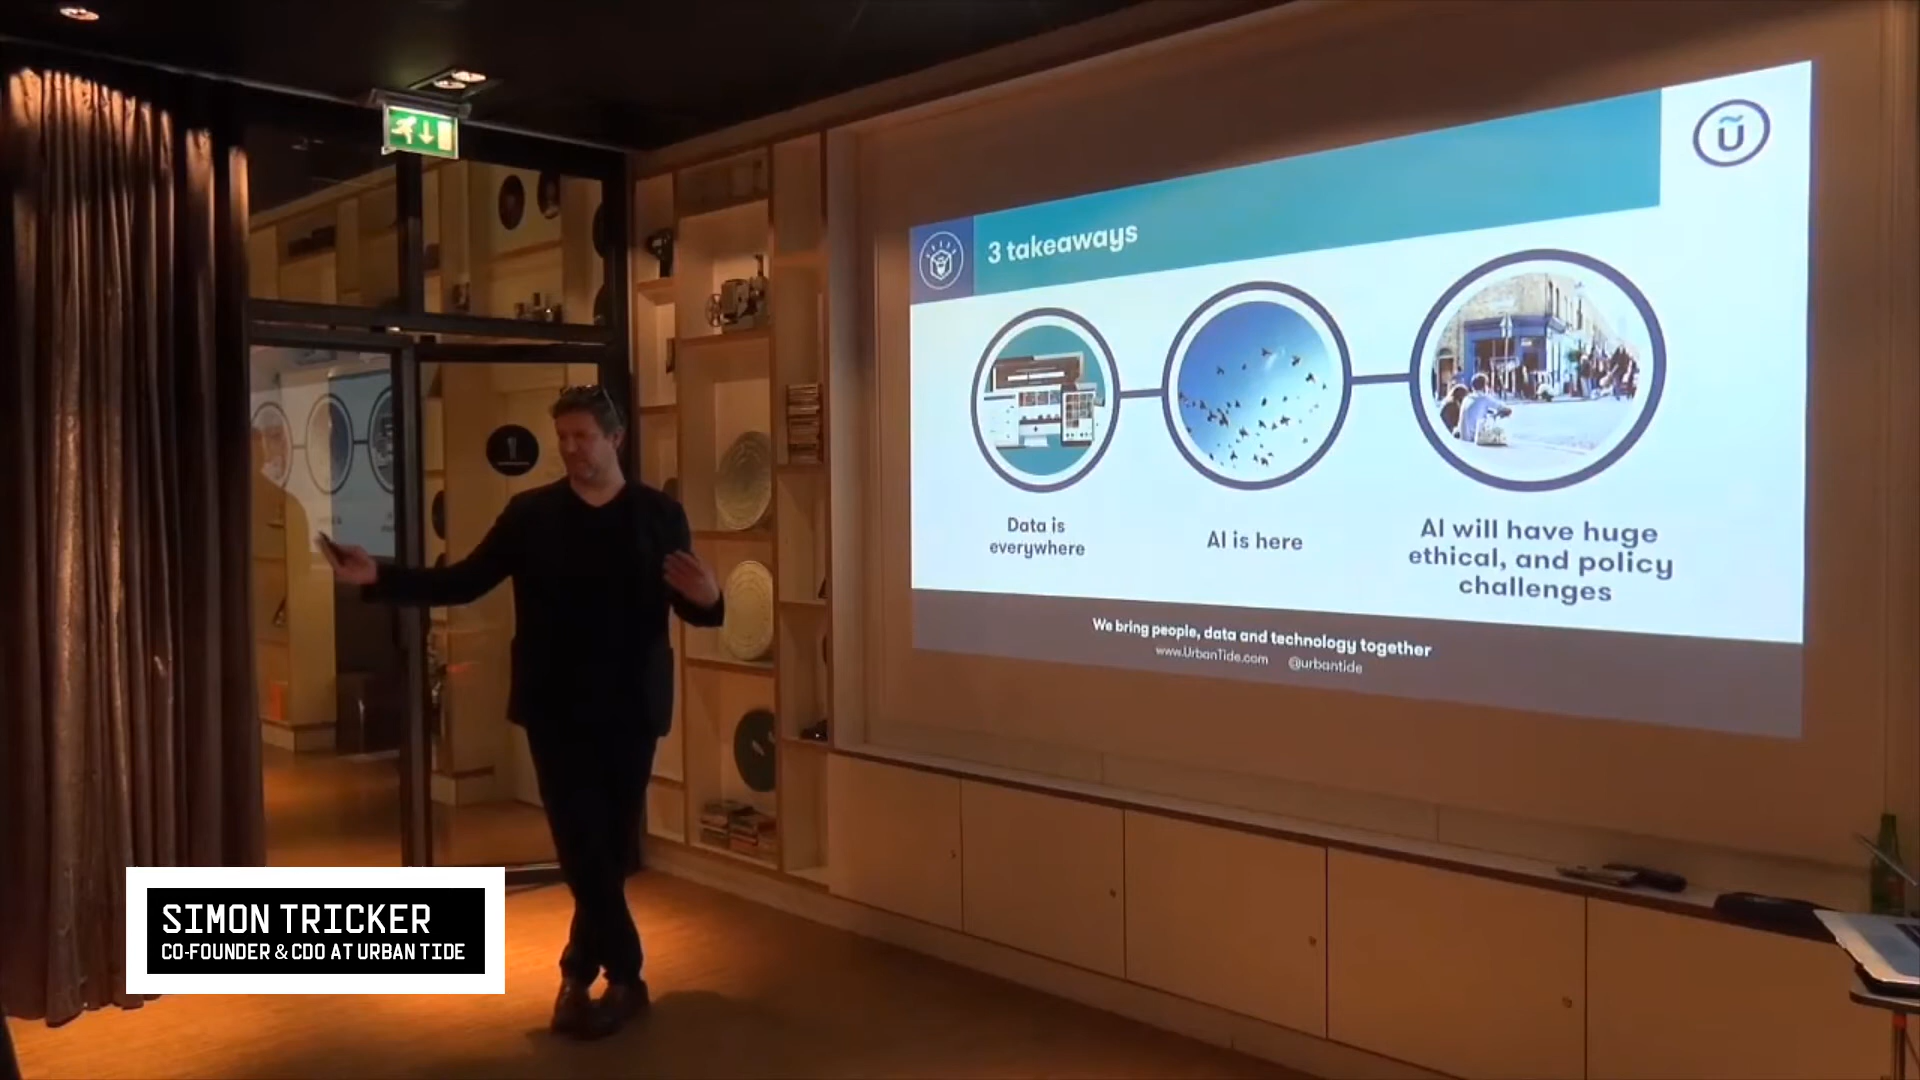 3 takeaways
Data is
everywhere
AI is here
AI will have huge
ethical, and policy
challenges
We bring people, data and technology together
www.UrbanTide.com @urbantide
SIMON TRICKER
CO-FOUNDER & CDO AT URBAN TIDE